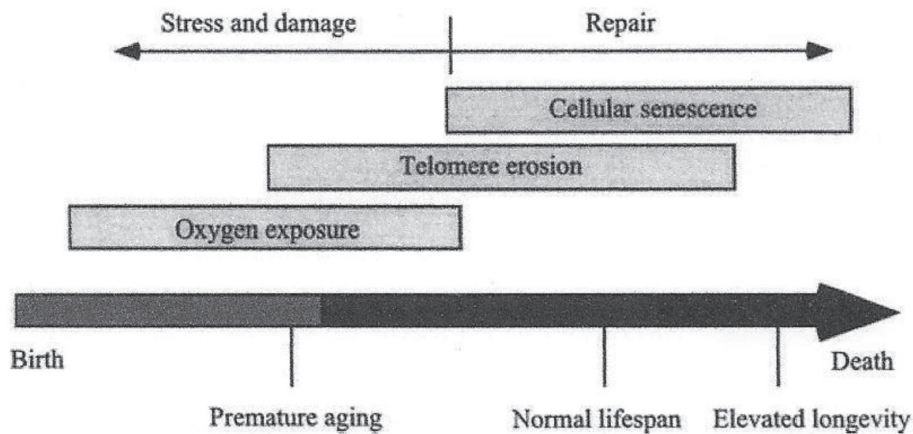 Stress and damage Repair
Cellular senescence
Telomere erosion
Oxygen exposure
Birth Death
Premature aging Normal lifespan Elevated longevity